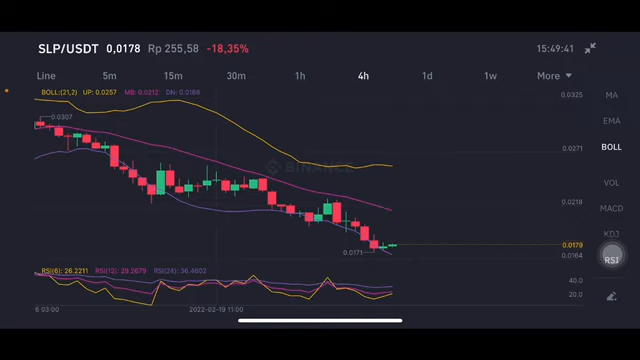 SLP/USDT 0,0178 Rp 255,58 -18,35% 15:49:41
Line 5m 15m 30m 1h 4h 1d 1w More
BOLL:(21,2) UP: 0.0257 MB: 0.0212 DN: 0.0168
0.0325
MA
0.0307
EMA
0.0271
BOLL
BINANCE
VOL
0.0218
MACD
KDJ
0.0179
0.0171
0.0164
RSI
RSI(6): 26.2211 RSI(12): 29.2679 RSI(24): 36.4602
40.0
20.0
6 03:00 2022-02-19 11:00